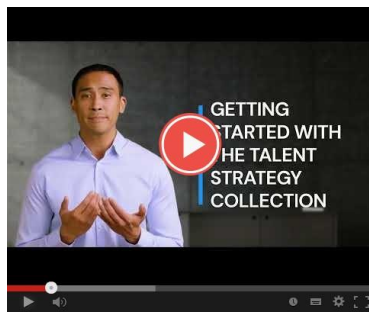 GETTING
STARTED WITH
THE TALENT
STRATEGY
COLLECTION